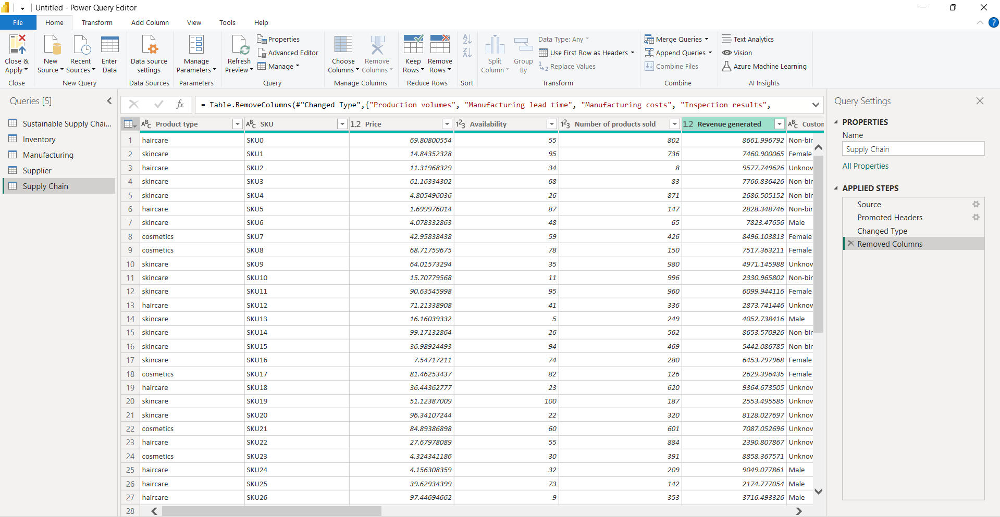 Untitled - Power Query Editor
File Home Transform Add Column View Tools Help
Close & Apply
Close
New Source
Recent Sources
Enter Data
New Query
Data source settings
Data Sources
Manage Parameters
Parameters
Refresh Preview
Properties
Advanced Editor
Manage
Query
Choose Columns
Remove Columns
Manage Columns
Keep Rows
Remove Rows
Reduce Rows
Sort
Split Column
Group By
Data Type: Any
Use First Row as Headers
Replace Values
Transform
Merge Queries
Append Queries
Combine Files
Combine
Text Analytics
Vision
Azure Machine Learning
AI Insights
Queries [5]
Sustainable Supply Chai...
Inventory
Manufacturing
Supplier
Supply Chain
fx = Table.RemoveColumns(#"Changed Type",{"Production volumes", "Manufacturing lead time", "Manufacturing costs", "Inspection results",
ABC Product type ABC SKU 1.2 Price 123 Availability 123 Number of products sold 1.2 Revenue generated ABC Custon
1 haircare SKU0 69.80800554 55 802 8661.996792 Non-bir
2 skincare SKU1 14.84352328 95 736 7460.900065 Female
3 haircare SKU2 11.31968329 34 8 9577.749626 Unknov
4 skincare SKU3 61.16334302 68 83 7766.836426 Non-bir
5 skincare SKU4 4.805496036 26 871 2686.505152 Non-bir
6 haircare SKU5 1.699976014 87 147 2828.348746 Non-bir
7 skincare SKU6 4.078332863 48 65 7823.47656 Male
8 cosmetics SKU7 42.95838438 59 426 8496.103813 Female
9 cosmetics SKU8 68.71759675 78 150 7517.363211 Female
10 skincare SKU9 64.01573294 35 980 4971.145988 Unknov
11 skincare SKU10 15.70779568 11 996 2330.965802 Non-bir
12 skincare SKU11 90.63545998 95 960 6099.944116 Female
13 haircare SKU12 71.21338908 41 336 2873.741446 Unknov
14 skincare SKU13 16.16039332 5 249 4052.738416 Male
15 skincare SKU14 99.17132864 26 562 8653.570926 Non-bir
16 skincare SKU15 36.98924493 94 469 5442.086785 Non-bir
17 skincare SKU16 7.54717211 74 280 6453.797968 Female
18 cosmetics SKU17 81.46253437 82 126 2629.396435 Female
19 haircare SKU18 36.44362777 23 620 9364.673505 Unknov
20 skincare SKU19 51.12387009 100 187 2553.495585 Unknov
21 skincare SKU20 96.34107244 22 320 8128.027697 Unknov
22 cosmetics SKU21 84.89386898 60 601 7087.052696 Unknov
23 haircare SKU22 27.67978089 55 884 2390.807867 Unknov
24 cosmetics SKU23 4.324341186 30 391 8858.367571 Unknov
25 haircare SKU24 4.156308359 32 209 9049.077861 Male
26 haircare SKU25 39.62934399 73 142 2174.777054 Male
27 haircare SKU26 97.44694662 9 353 3716.493326 Male
28
Query Settings
PROPERTIES
Name
Supply Chain
All Properties
APPLIED STEPS
Source
Promoted Headers
Changed Type
Removed Columns